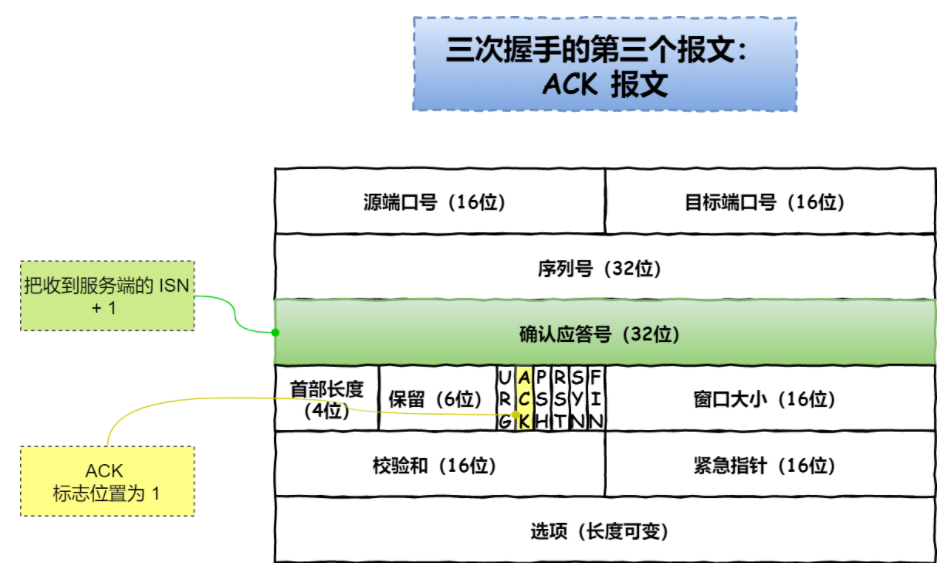 三次握手的第三个报文：
ACK 报文
源端口号（16位）
目标端口号（16位）
序列号（32位）
把收到服务端的 ISN
+ 1
确认应答号（32位）
首部长度
（4位）
保留（6位）
URG
ACK
PSH
RST
SYN
FIN
窗口大小（16位）
ACK
标志位置为 1
校验和（16位）
紧急指针（16位）
选项（长度可变）